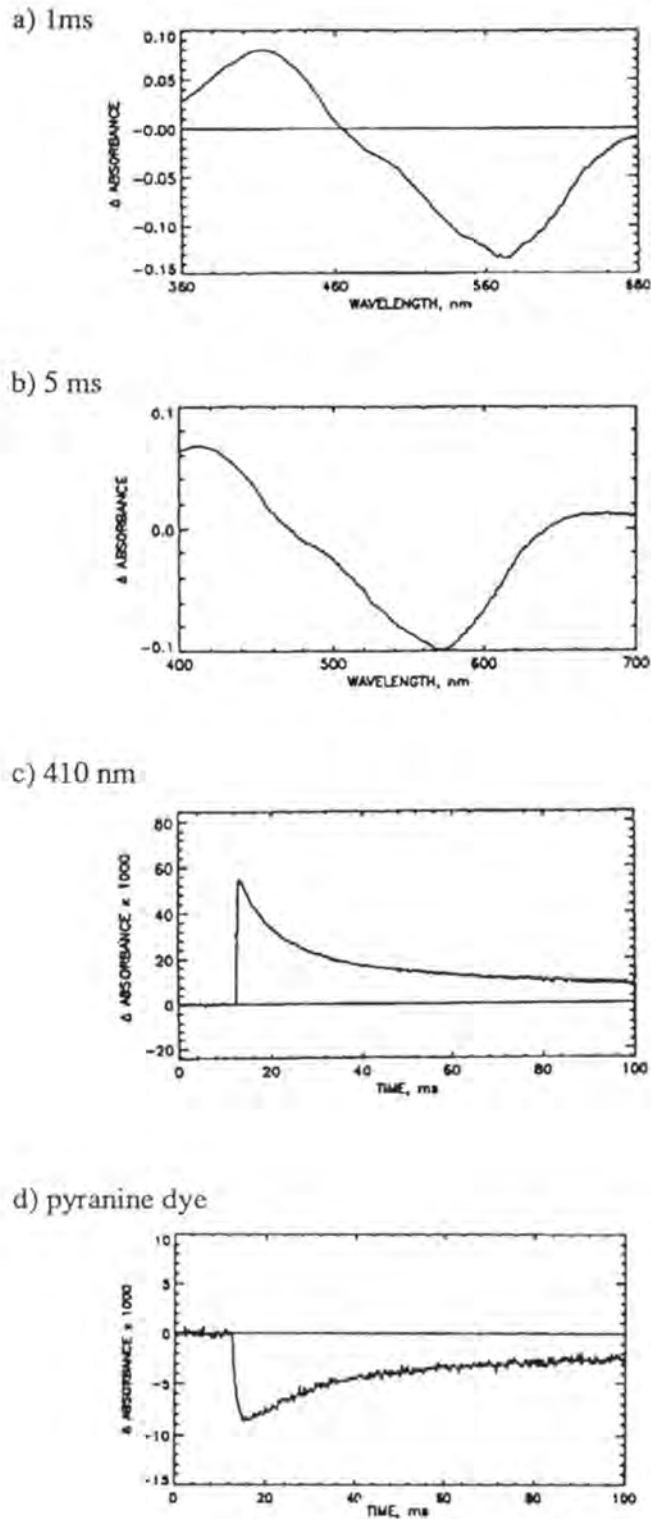 a) 1ms
0.10
0.05
-0.00
-0.05
-0.10
-0.15
Δ ABSORBANCE
360 460 560 660
WAVELENGTH, nm
b) 5 ms
0.1
0.0
-0.1
Δ ABSORBANCE
400 500 600 700
WAVELENGTH, nm
c) 410 nm
80
60
40
20
0
-20
Δ ABSORBANCE x 1000
0 20 40 60 80 100
TIME, ms
d) pyranine dye
10
5
0
-5
-10
-15
Δ ABSORBANCE x 1000
0 20 40 60 80 100
TIME, ms